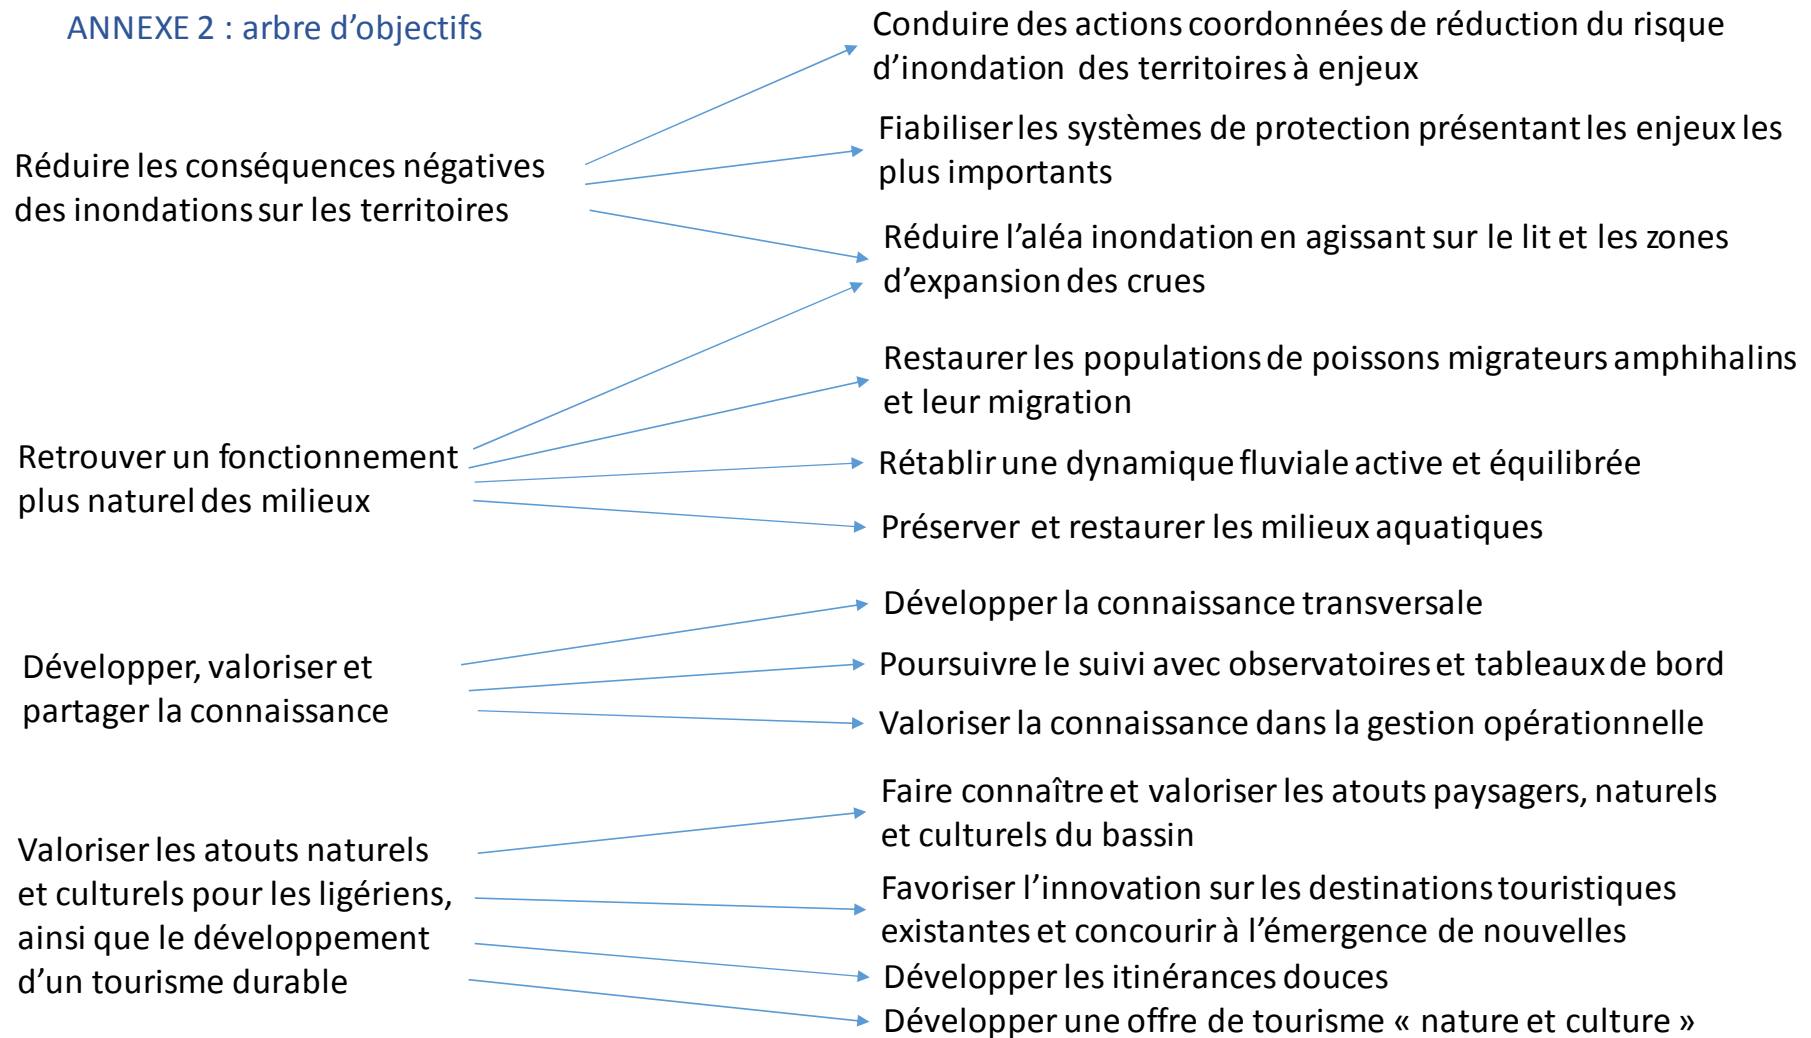 ANNEXE 2 : arbre d’objectifs
Réduire les conséquences négatives
des inondations sur les territoires
Conduire des actions coordonnées de réduction du risque
d’inondation des territoires à enjeux
Fiabiliser les systèmes de protection présentant les enjeux les
plus importants
Réduire l’aléa inondation en agissant sur le lit et les zones
d’expansion des crues
Retrouver un fonctionnement
plus naturel des milieux
Restaurer les populations de poissons migrateurs amphihalins
et leur migration
Rétablir une dynamique fluviale active et équilibrée
Préserver et restaurer les milieux aquatiques
Développer, valoriser et
partager la connaissance
Développer la connaissance transversale
Poursuivre le suivi avec observatoires et tableaux de bord
Valoriser la connaissance dans la gestion opérationnelle
Valoriser les atouts naturels
et culturels pour les ligériens,
ainsi que le développement
d’un tourisme durable
Faire connaître et valoriser les atouts paysagers, naturels
et culturels du bassin
Favoriser l’innovation sur les destinations touristiques
existantes et concourir à l’émergence de nouvelles
Développer les itinérances douces
Développer une offre de tourisme « nature et culture »